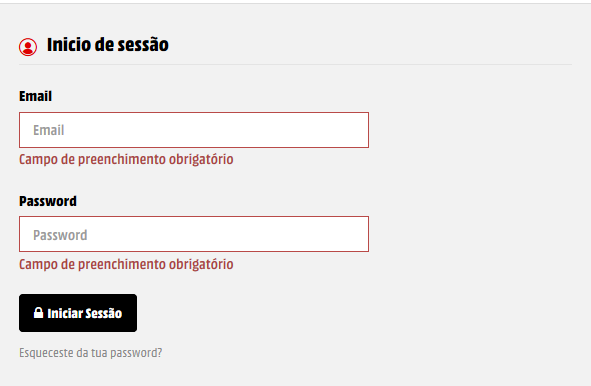 Inicio de sessão
Email
Email
Campo de preenchimento obrigatório
Password
Password
Campo de preenchimento obrigatório
Iniciar Sessão
Esqueceste da tua password?